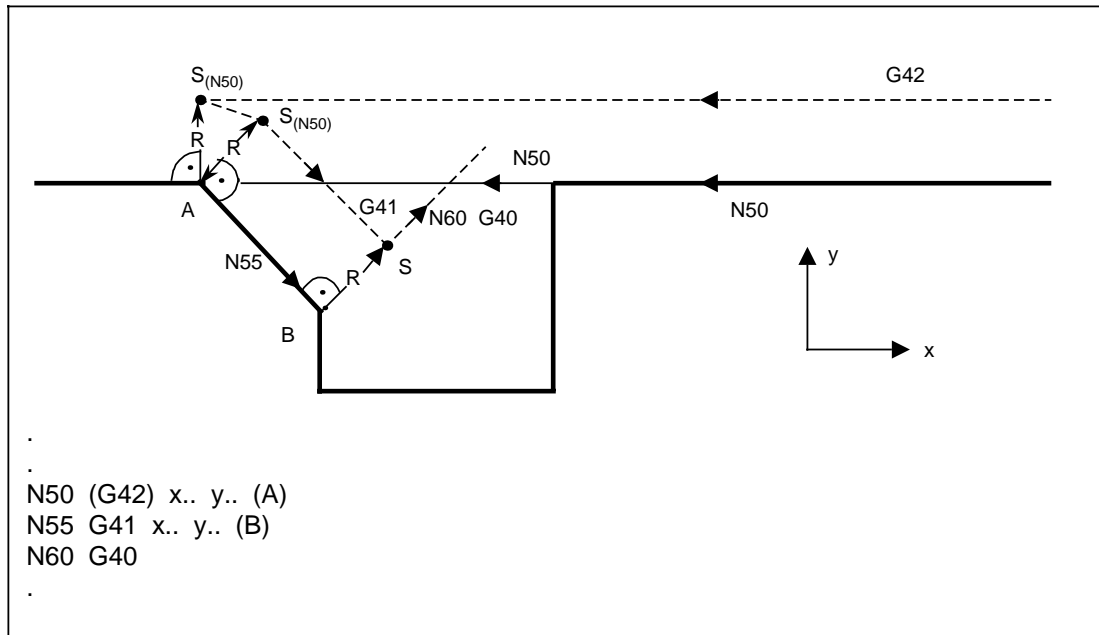 G42
S(N50)
S(N50)
R
R
N50
A
G41
N60 G40
N50
N55
R
S
y
B
x
.
.
N50 (G42) x.. y.. (A)
N55 G41 x.. y.. (B)
N60 G40
.